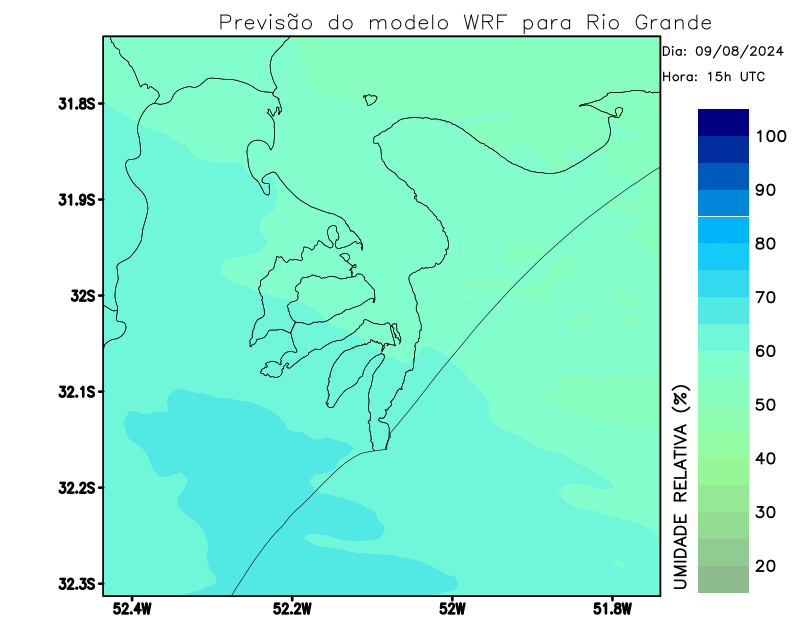 Previsão do modelo WRF para Rio Grande
Dia: 09/08/2024
Hora: 15h UTC
31.8S
31.9S
32S
32.1S
32.2S
32.3S
52.4W
52.2W
52W
51.8W
UMIDADE RELATIVA (%)
100
90
80
70
60
50
40
30
20